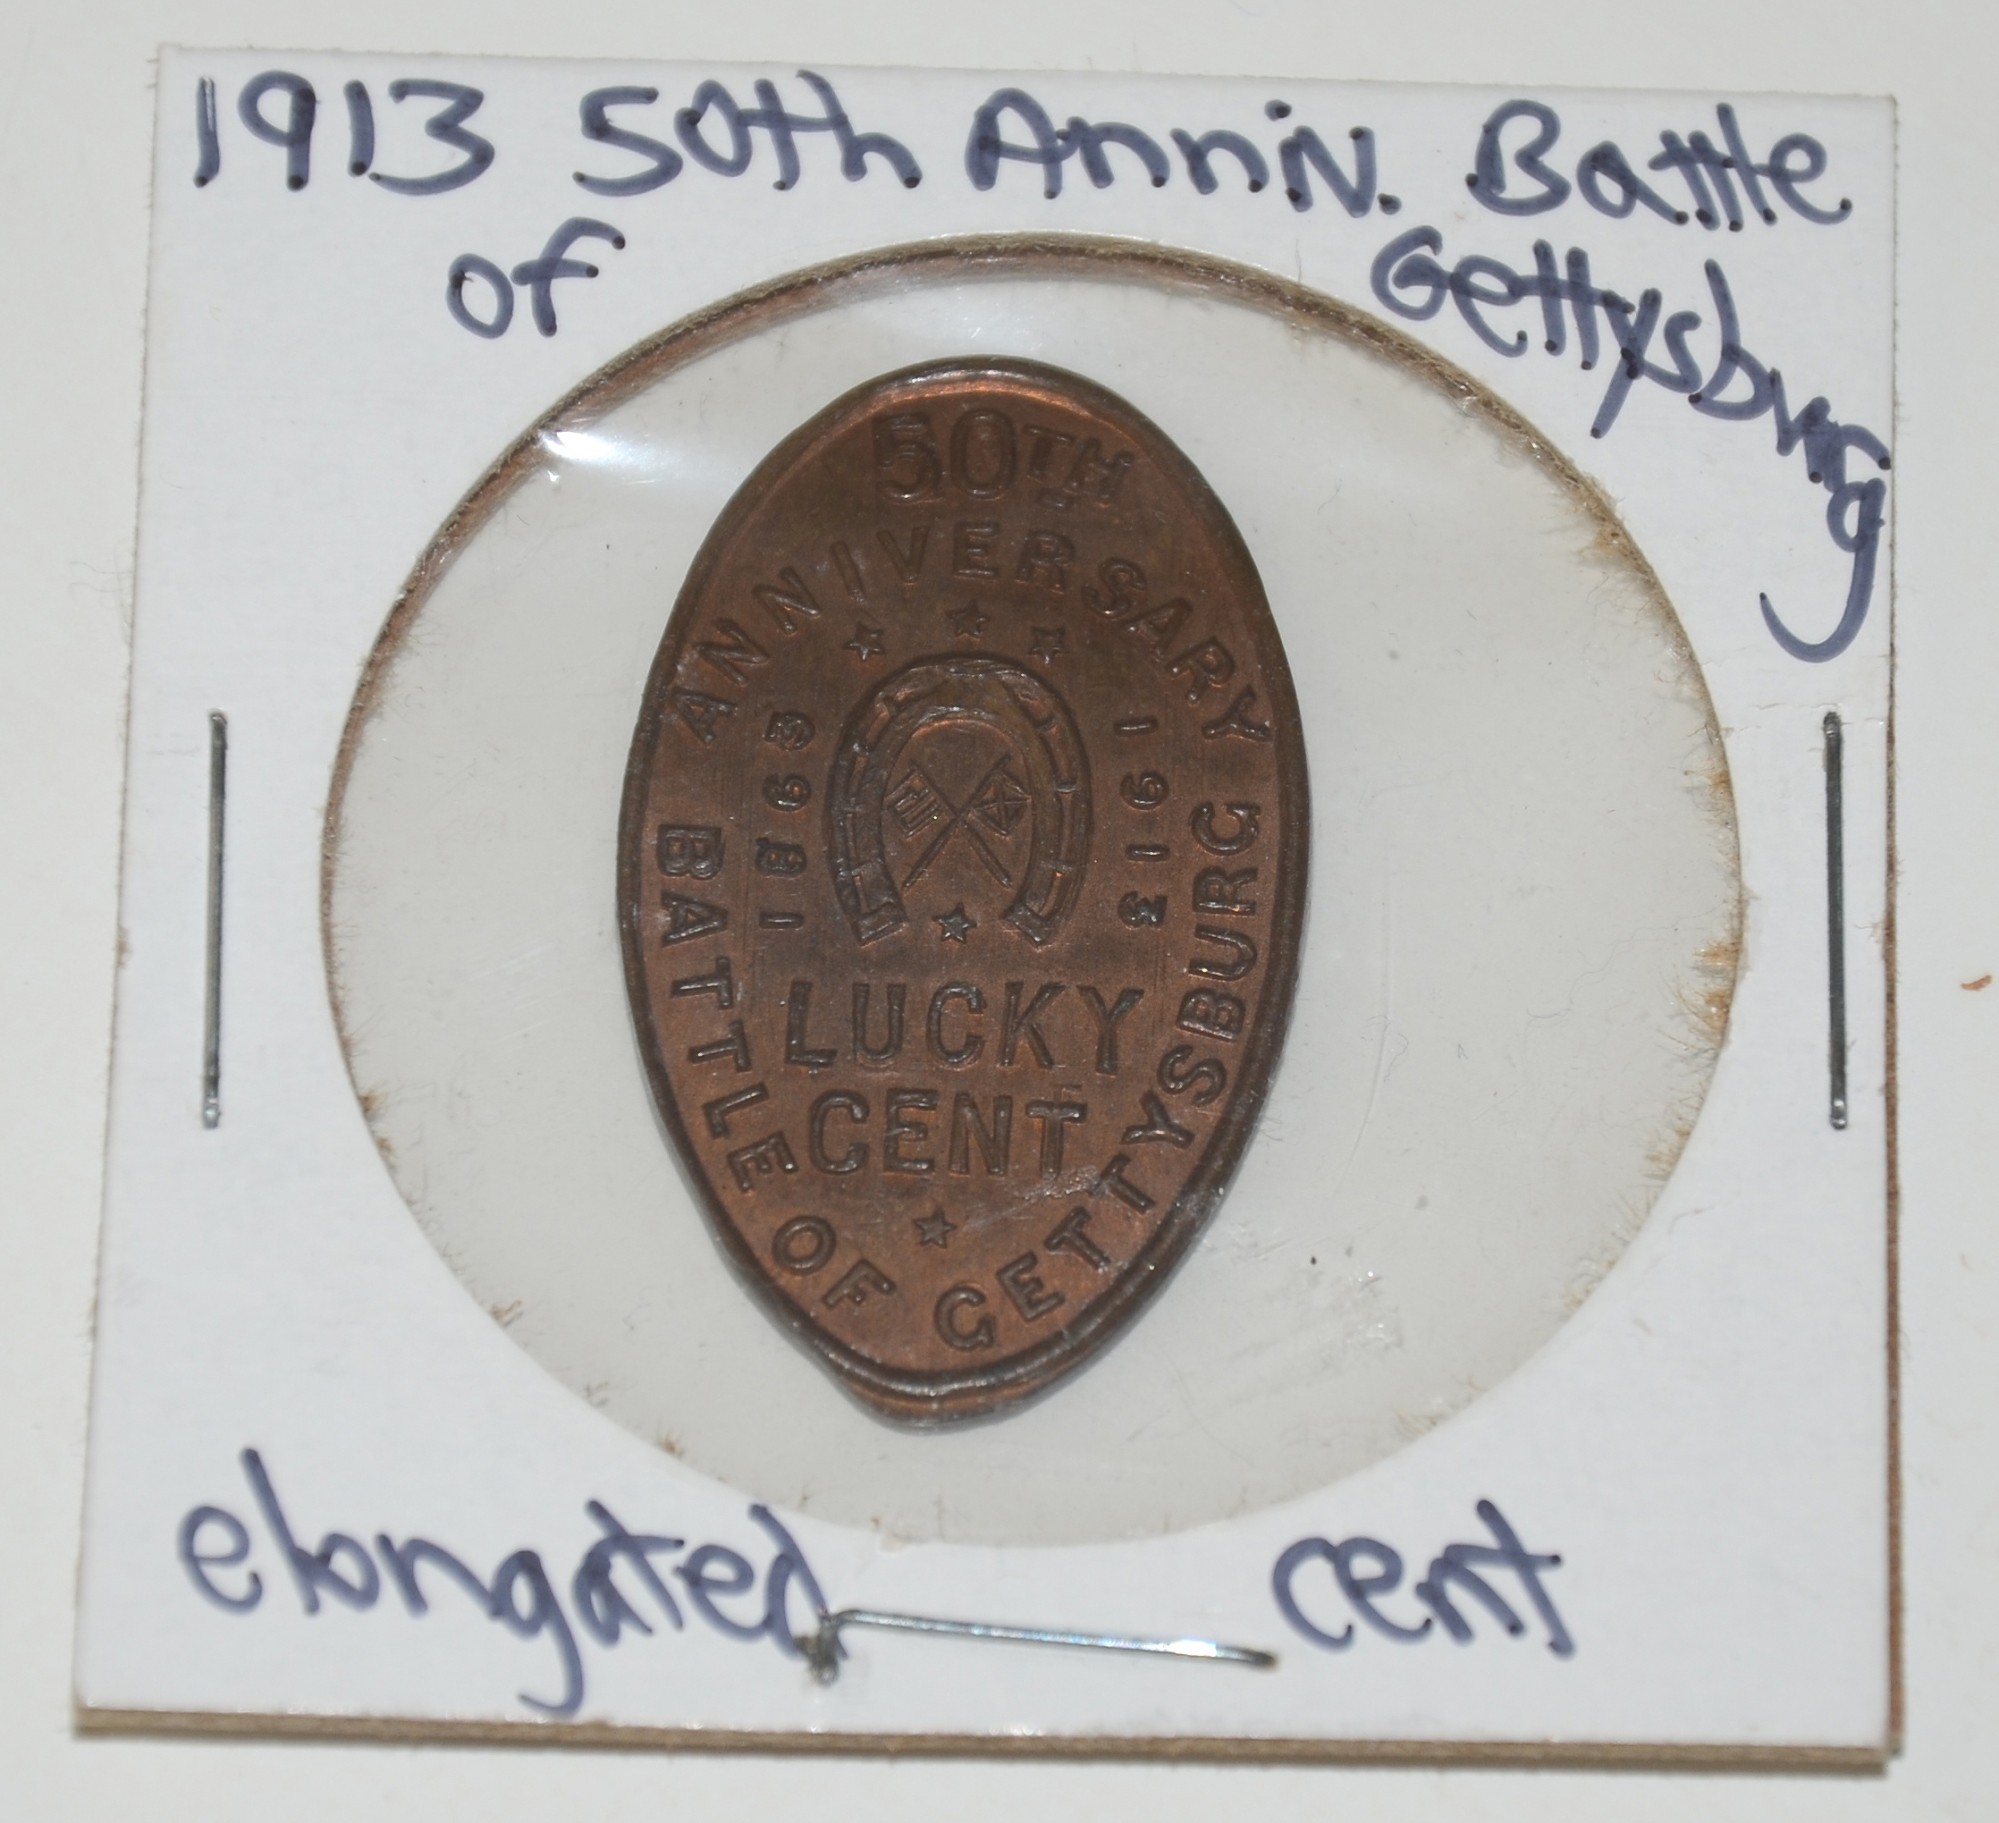 1913 50th Anniv. Battle
of Gettysburg
50TH
ANNIVERSARY
1863
1913
LUCKY
CENT
BATTLE OF GETTYSBURG
elongated cent